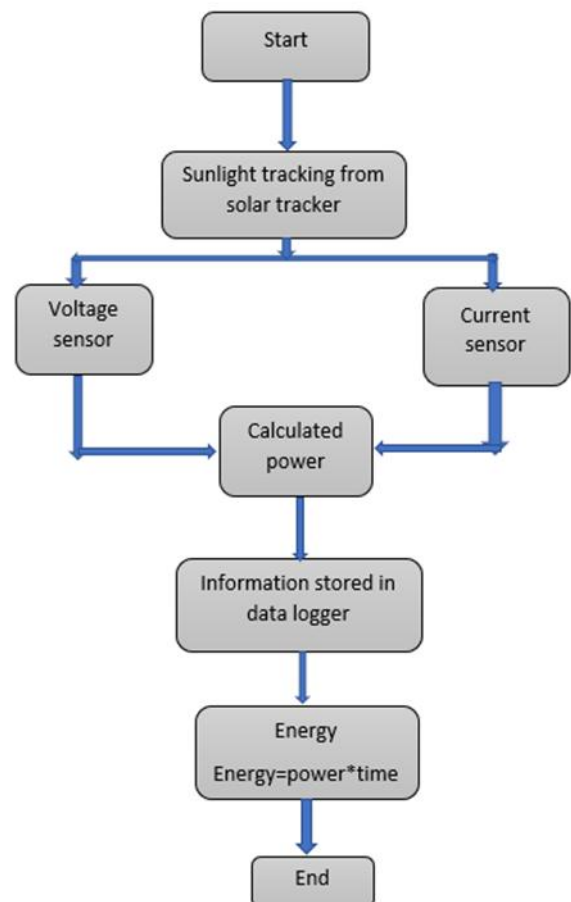 Start
Sunlight tracking from
solar tracker
Voltage
sensor
Current
sensor
Calculated
power
Information stored in
data logger
Energy
Energy=power*time
End